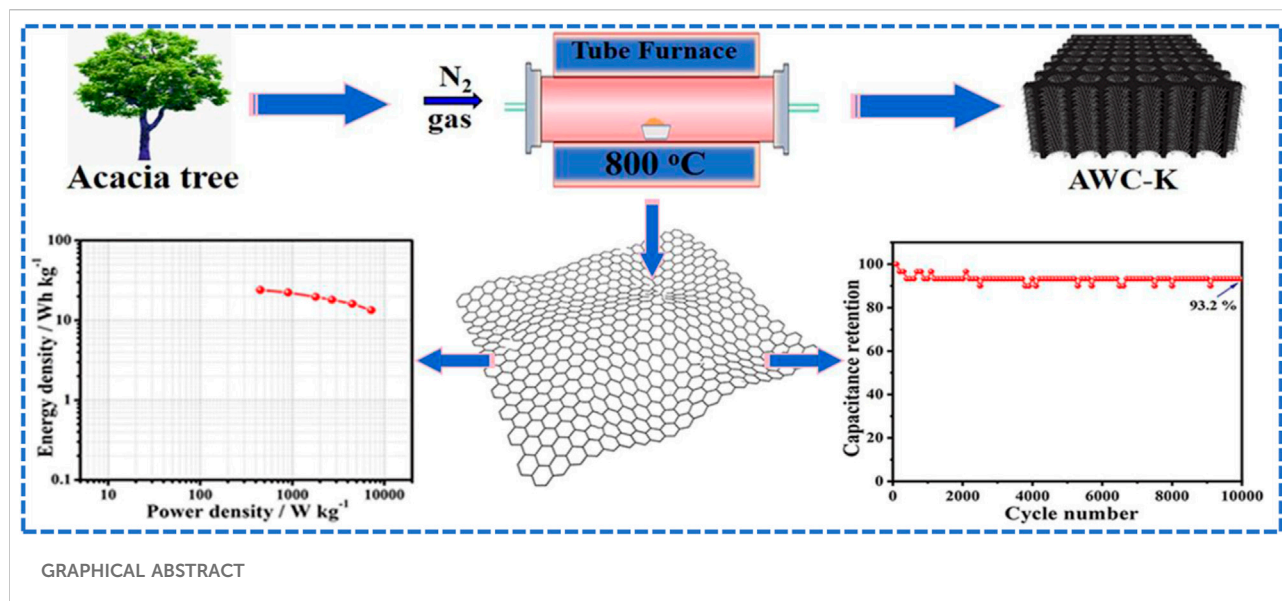 Acacia tree
N2
gas
Tube Furnace
800 °C
AWC-K
Energy density / Wh kg-1
100
10
1
0.1
10
100
1000
10000
Power density / W kg-1
Capacitance retention
100
80
60
40
20
0
93.2 %
0
2000
4000
6000
8000
10000
Cycle number
GRAPHICAL ABSTRACT